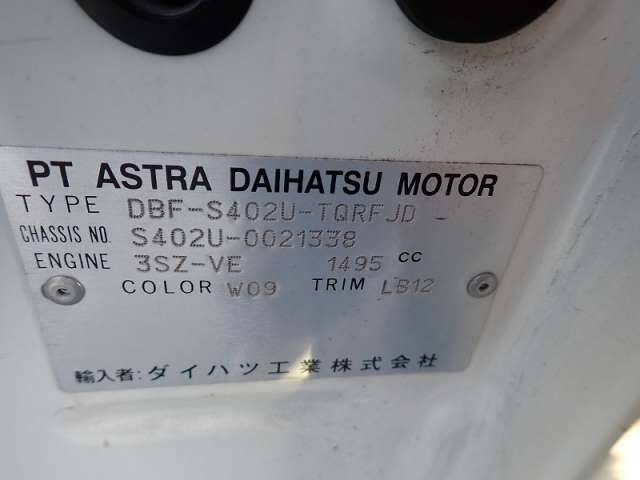 PT ASTRA DAIHATSU MOTOR
TYPE DBF-S402U-TQRFJD -
CHASSIS NO. S402U-0021338
ENGINE 3SZ-VE 1495 CC
COLOR W09 TRIM LB12
輸入者: ダイハツ工業株式会社